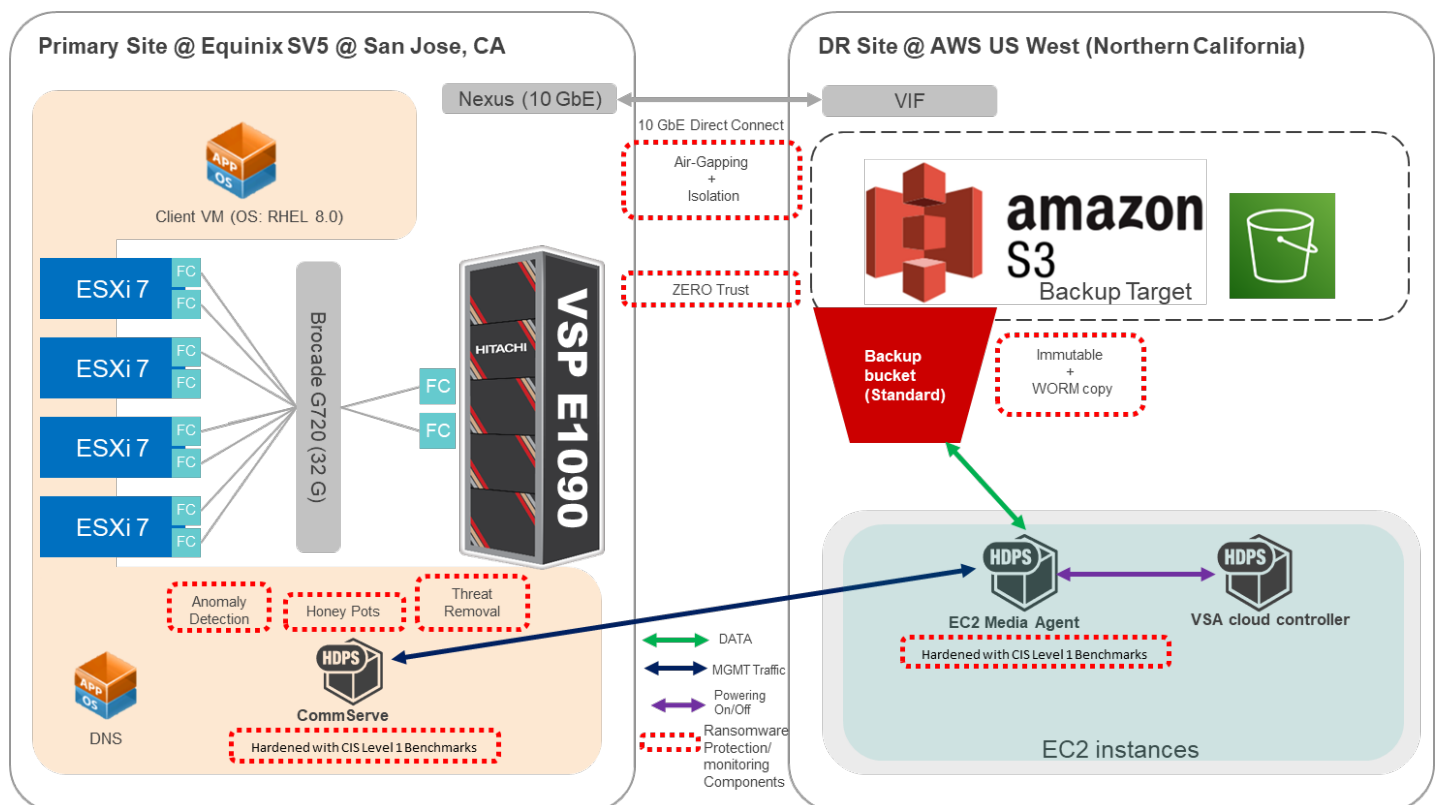 Primary Site @ Equinix SV5 @ San Jose, CA
Nexus (10 GbE)
APP
OS
Client VM (OS: RHEL 8.0)
ESXi 7
FC
FC
ESXi 7
FC
FC
ESXi 7
FC
FC
ESXi 7
FC
FC
Brocade G720 (32 G)
FC
FC
HITACHI
VSP E1090
Anomaly
Detection
Honey Pots
Threat
Removal
APP
OS
DNS
HDPS
CommServe
Hardened with CIS Level 1 Benchmarks
10 GbE Direct Connect
Air-Gapping
+
Isolation
ZERO Trust
DATA
MGMT Traffic
Powering
On/Off
Ransomware
Protection/
monitoring
Components
DR Site @ AWS US West (Northern California)
VIF
amazon
S3
Backup Target
Backup
bucket
(Standard)
Immutable
+
WORM copy
HDPS
EC2 Media Agent
Hardened with CIS Level 1 Benchmarks
HDPS
VSA cloud controller
EC2 instances